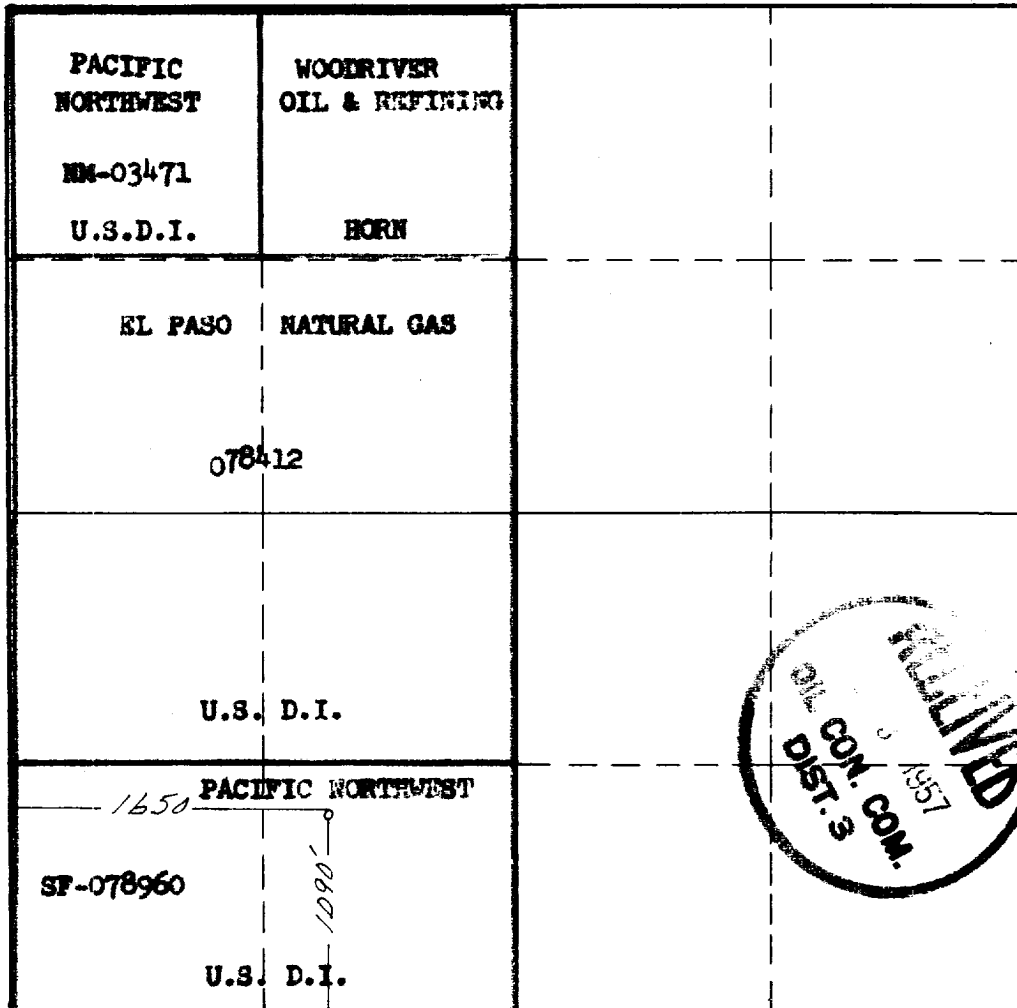 PACIFIC
NORTHWEST
NM-03471
U.S.D.I.
WOODRIVER
OIL & REFINING
HORN
EL PASO NATURAL GAS
078412
U.S. D.I.
PACIFIC NORTHWEST
1650
SF-078960
1090'
U.S. D.I.
RECEIVED
1957
OIL CON. COM.
DIST. 3